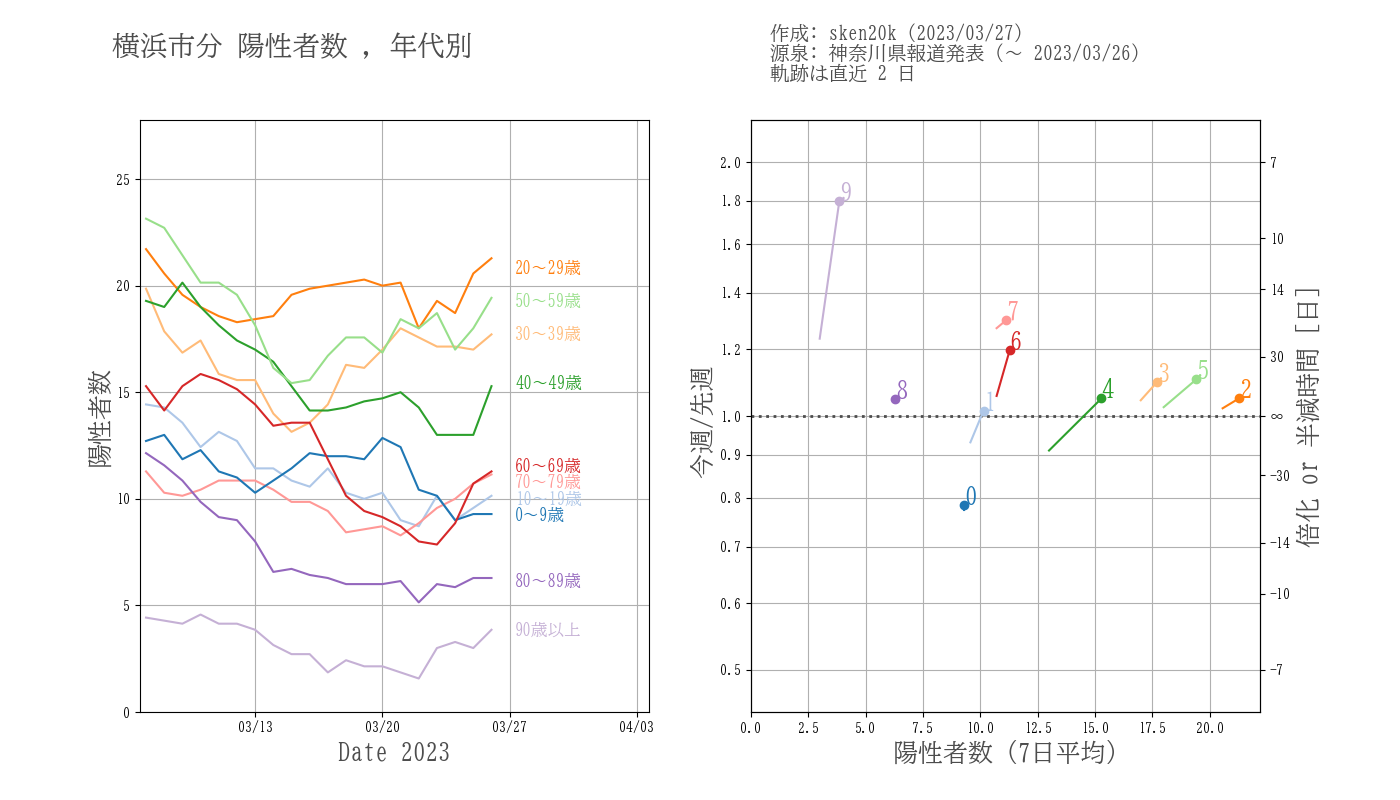 横浜市分 陽性者数 , 年代別
作成: sken20k (2023/03/27)
源泉: 神奈川県報道発表 (～ 2023/03/26)
軌跡は直近 2 日
陽性者数
25
20
15
10
5
0
20～29歳
50～59歳
30～39歳
40～49歳
60～69歳
70～79歳
10～19歳
0～9歳
80～89歳
90歳以上
03/13
03/20
03/27
04/03
Date 2023
今週/先週
2.0
1.8
1.6
1.4
1.2
1.0
0.9
0.8
0.7
0.6
0.5
9
7
6
8
1
4
3
5
2
0
0.0
2.5
5.0
7.5
10.0
12.5
15.0
17.5
20.0
陽性者数 (7日平均)
7
10
14
30
∞
-30
-14
-10
-7
倍化 or 半減時間 [日]